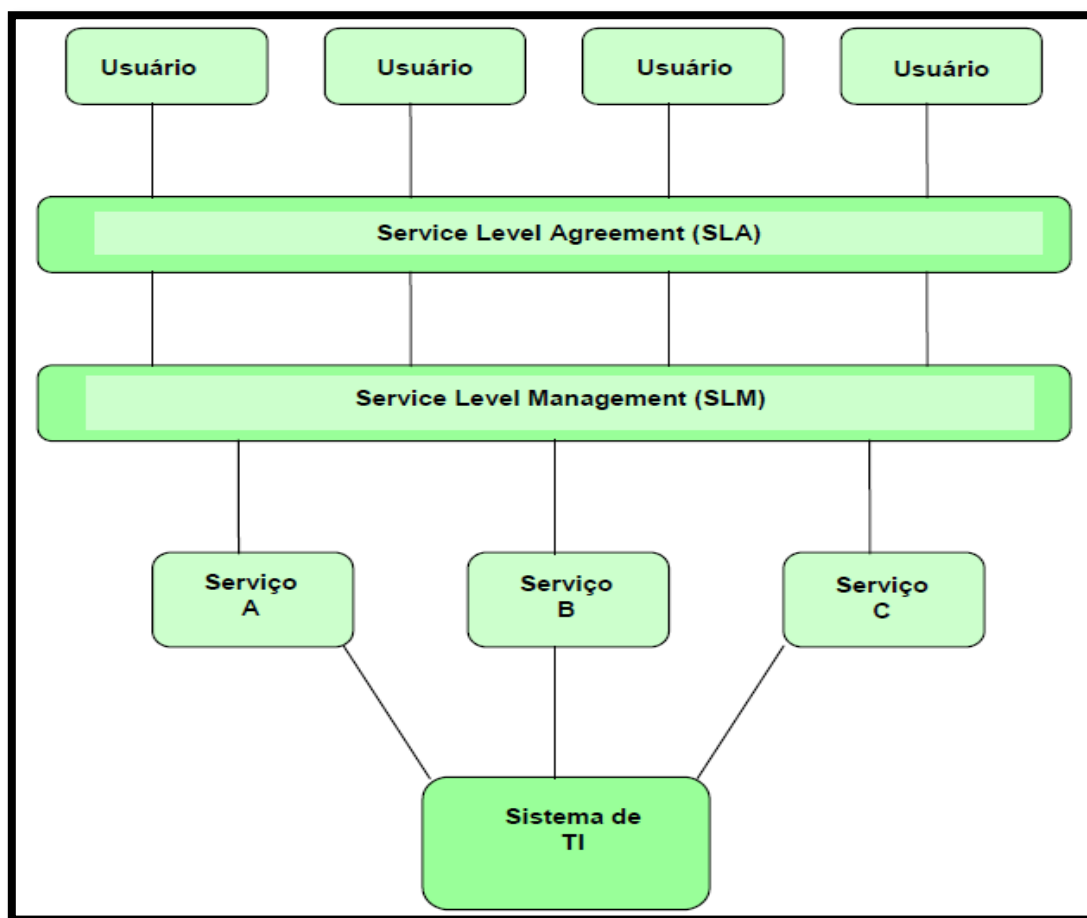 Usuário
Usuário
Usuário
Usuário
Service Level Agreement (SLA)
Service Level Management (SLM)
Serviço
A
Serviço
B
Serviço
C
Sistema de
TI